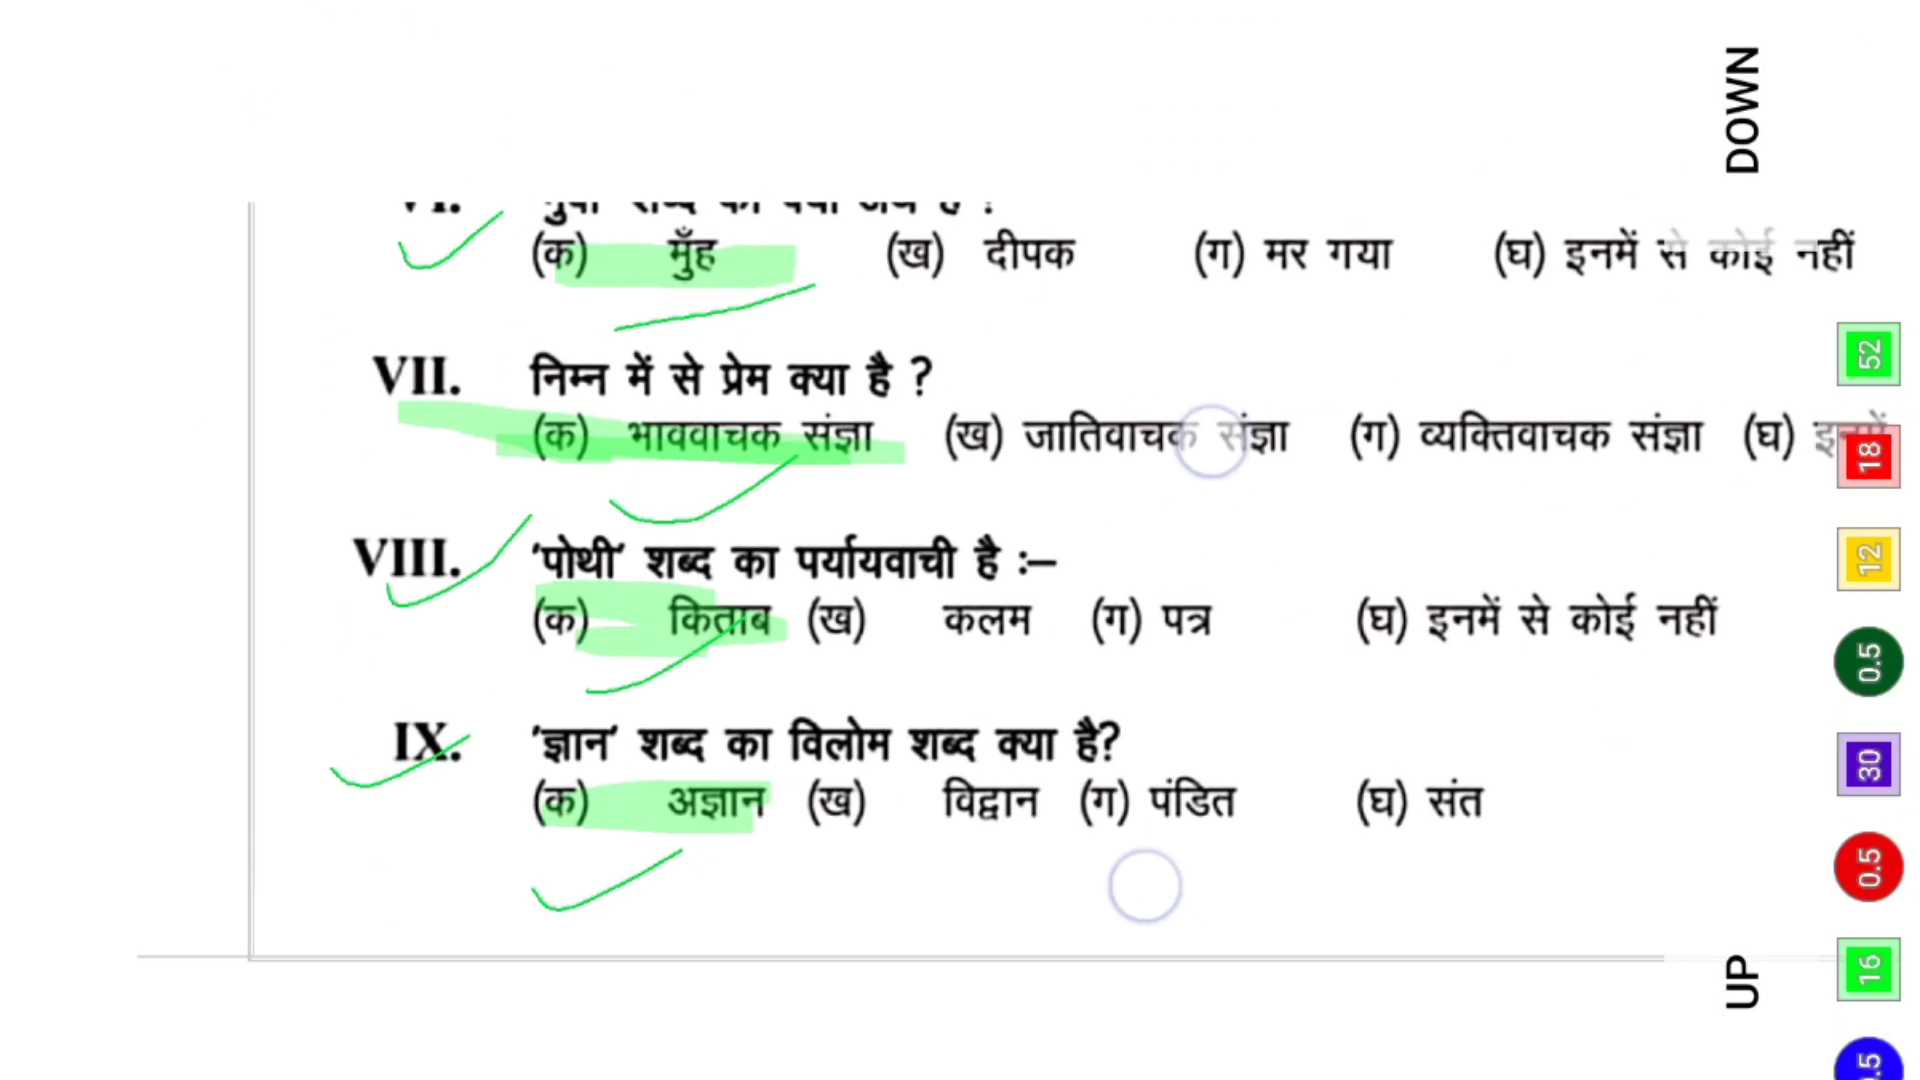 (क) मुँह (ख) दीपक (ग) मर गया (घ) इनमें से कोई नहीं
VII. निम्न में से प्रेम क्या है ?
(क) भाववाचक संज्ञा (ख) जातिवाचक संज्ञा (ग) व्यक्तिवाचक संज्ञा (घ) इनमें
VIII. 'पोथी' शब्द का पर्यायवाची है :–
(क) किताब (ख) कलम (ग) पत्र (घ) इनमें से कोई नहीं
IX. 'ज्ञान' शब्द का विलोम शब्द क्या है?
(क) अज्ञान (ख) विद्वान (ग) पंडित (घ) संत
DOWN
52
18
12
0.5
30
0.5
16
UP